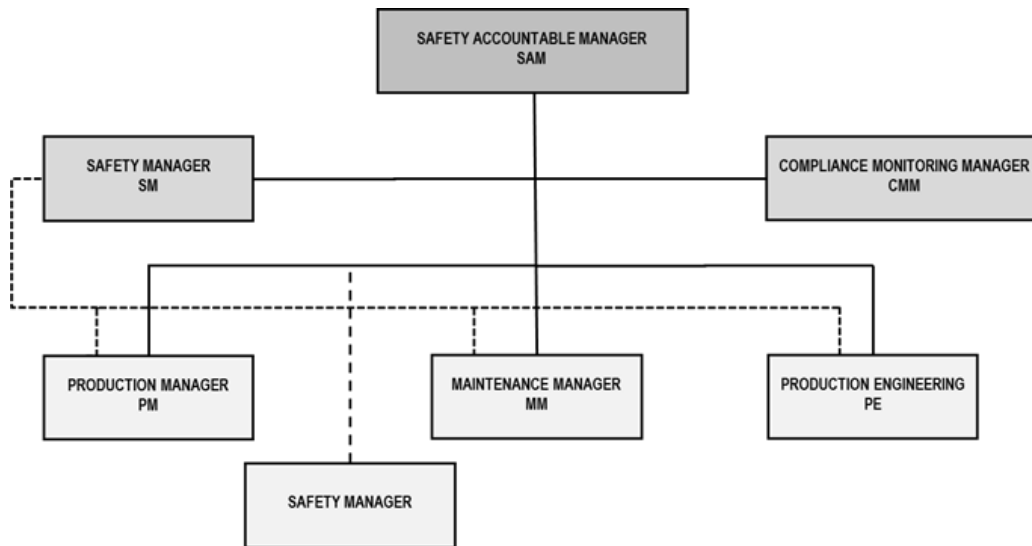 SAFETY ACCOUNTABLE MANAGER
SAM
SAFETY MANAGER
SM
COMPLIANCE MONITORING MANAGER
CMM
PRODUCTION MANAGER
PM
MAINTENANCE MANAGER
MM
PRODUCTION ENGINEERING
PE
SAFETY MANAGER